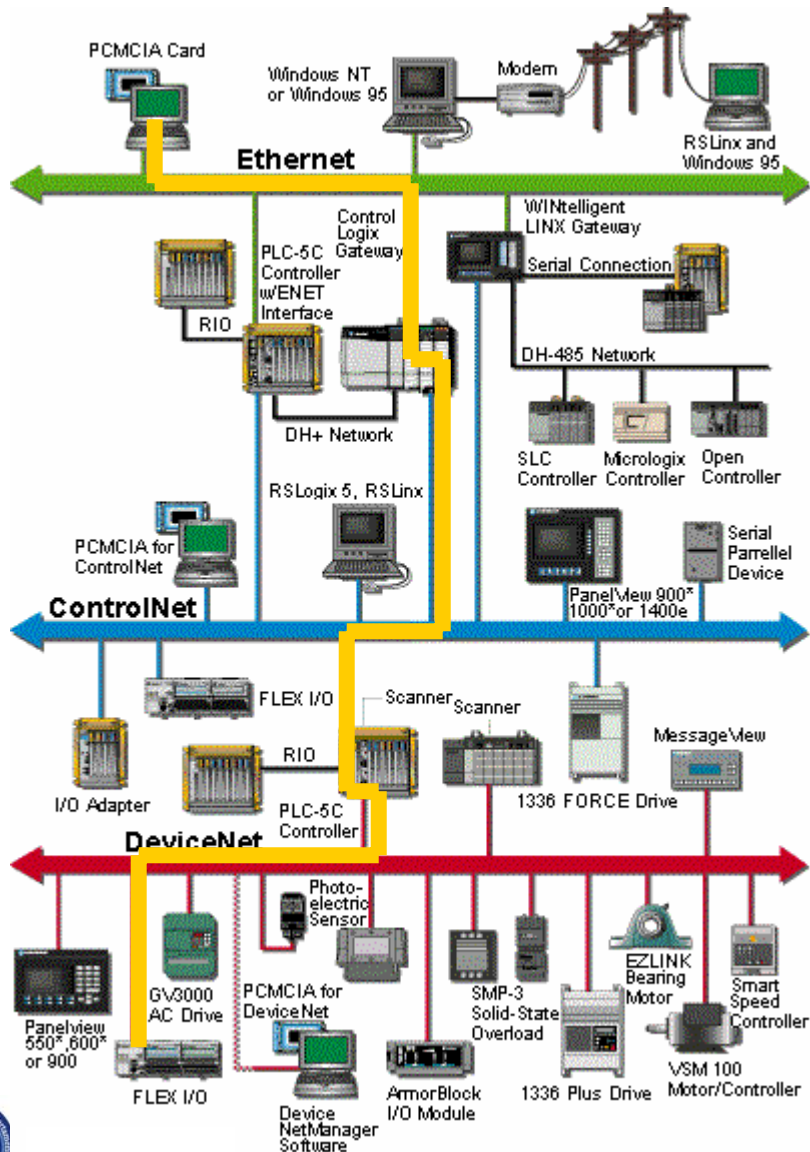 PCMCIA Card
Windows NT
or Windows 95
Modern
RSLinx and
Windows 95
Ethernet
Control
Logix
Gateway
WINtelligent
LINX Gateway
PLC-5C
Controller
w/ENET
Interface
Serial Connection
RIO
DH-485 Network
DH+ Network
SLC
Controller
Micrologix
Controller
Open
Controller
RSLogix 5, RSLinx
PCMCIA for
ControlNet
Serial
Parrellel
Device
PanelView 900*
1000*or 1400e
ControlNet
FLEX I/O
Scanner
Scanner
RIO
MessageView
I/O Adapter
PLC-5C
Controller
1336 FORCE Drive
DeviceNet
Photo-
electric
Sensor
GV3000
AC Drive
PCMCIA for
DeviceNet
SMP-3
Solid-State
Overload
EZLINK
Bearing
Motor
Smart
Speed
Controller
Panelview
550*,600*
or 900
FLEX I/O
Device
NetManager
Software
ArmorBlock
I/O Module
1336 Plus Drive
VSM 100
Motor/Controller